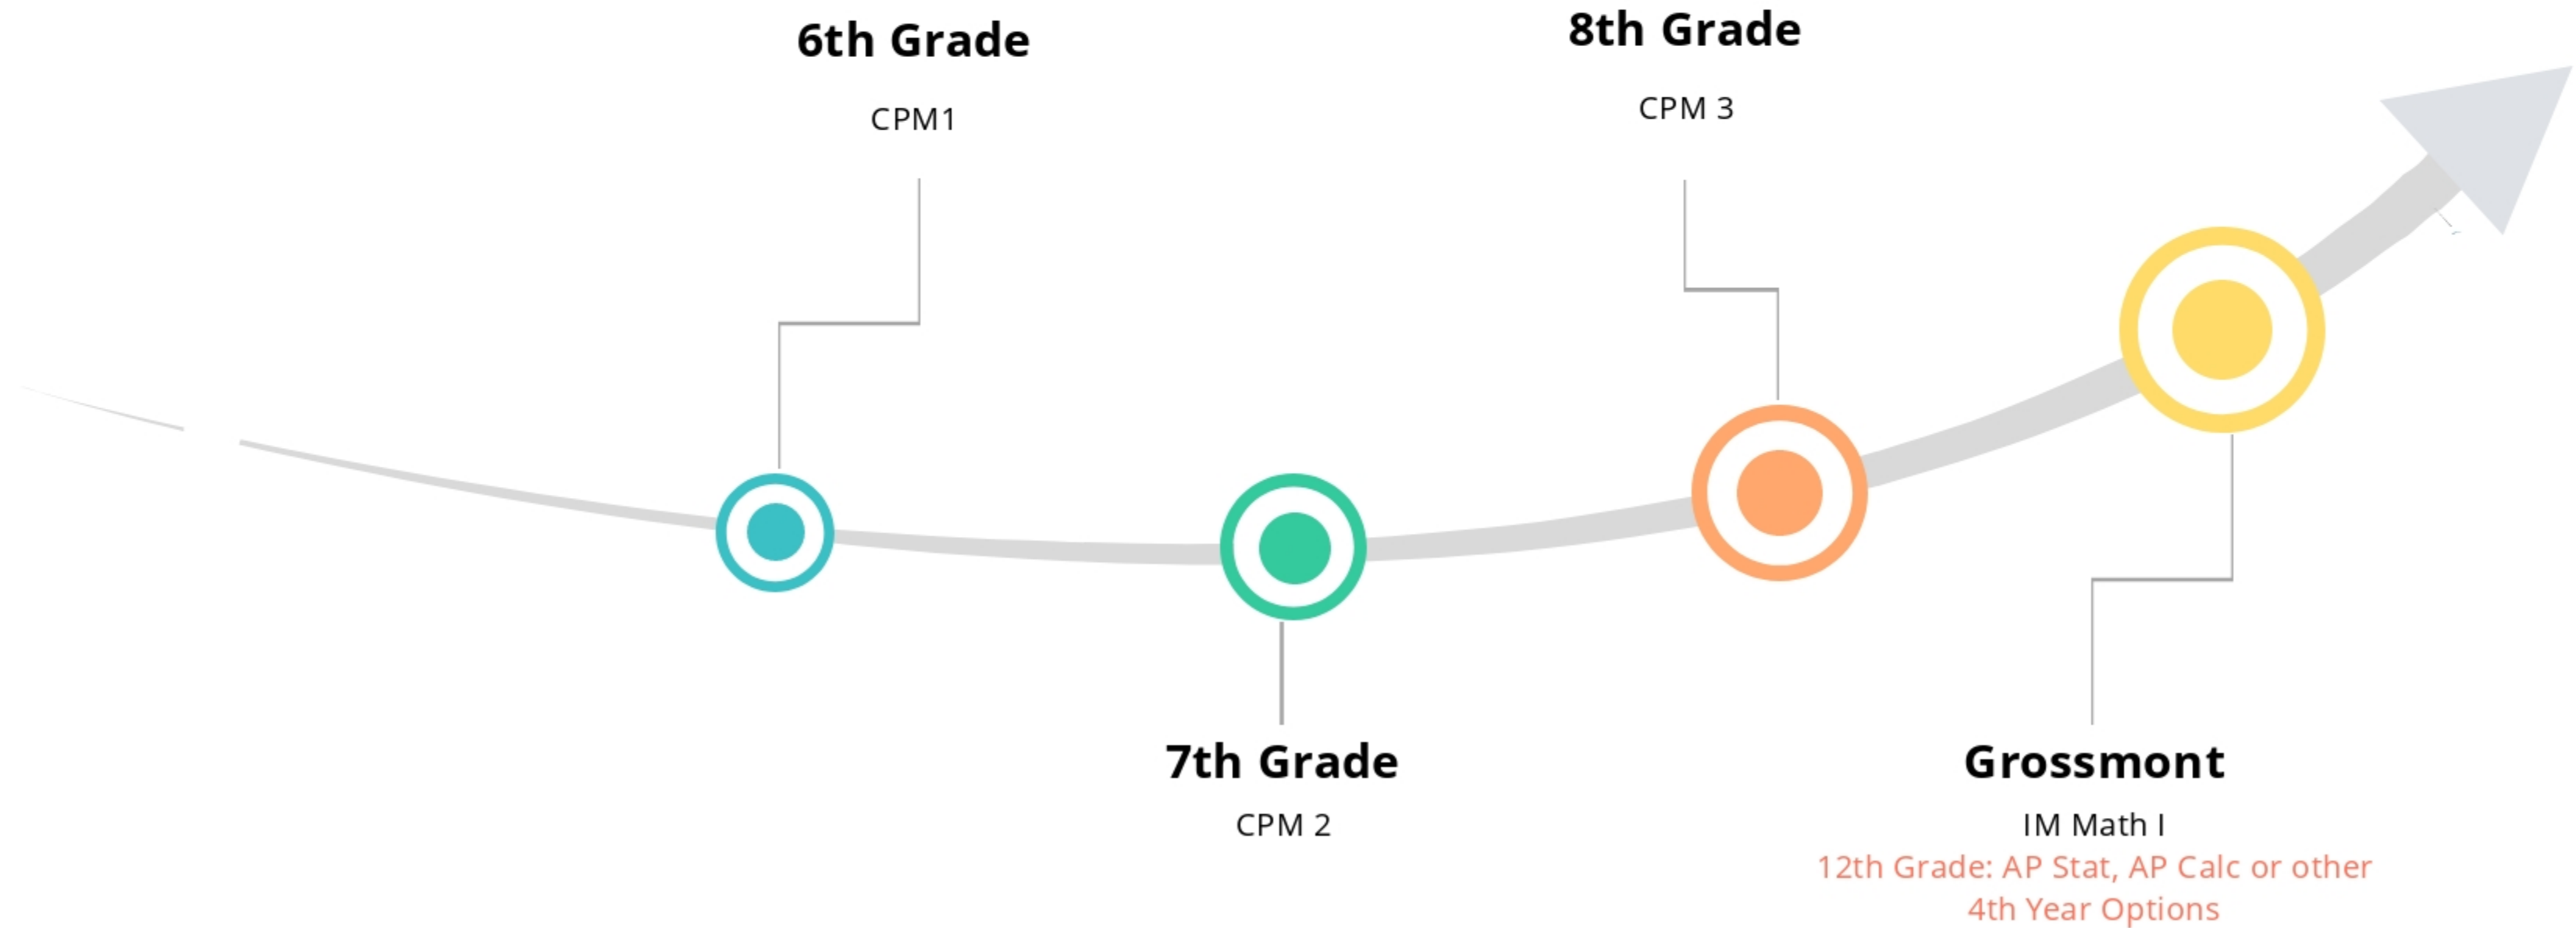 6th Grade
CPM1
8th Grade
CPM 3
7th Grade
CPM 2
Grossmont
IM Math I
12th Grade: AP Stat, AP Calc or other
4th Year Options